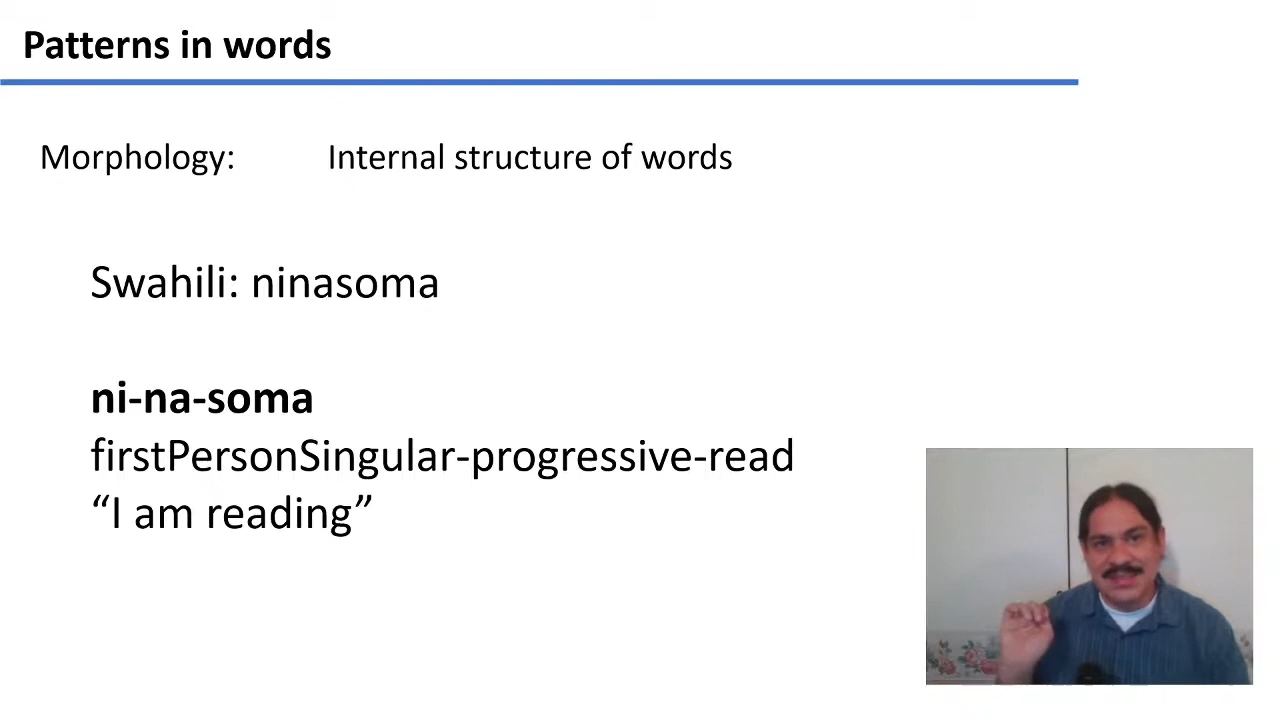 Patterns in words
Morphology: Internal structure of words
Swahili: ninasoma
ni-na-soma
firstPersonSingular-progressive-read
“I am reading”